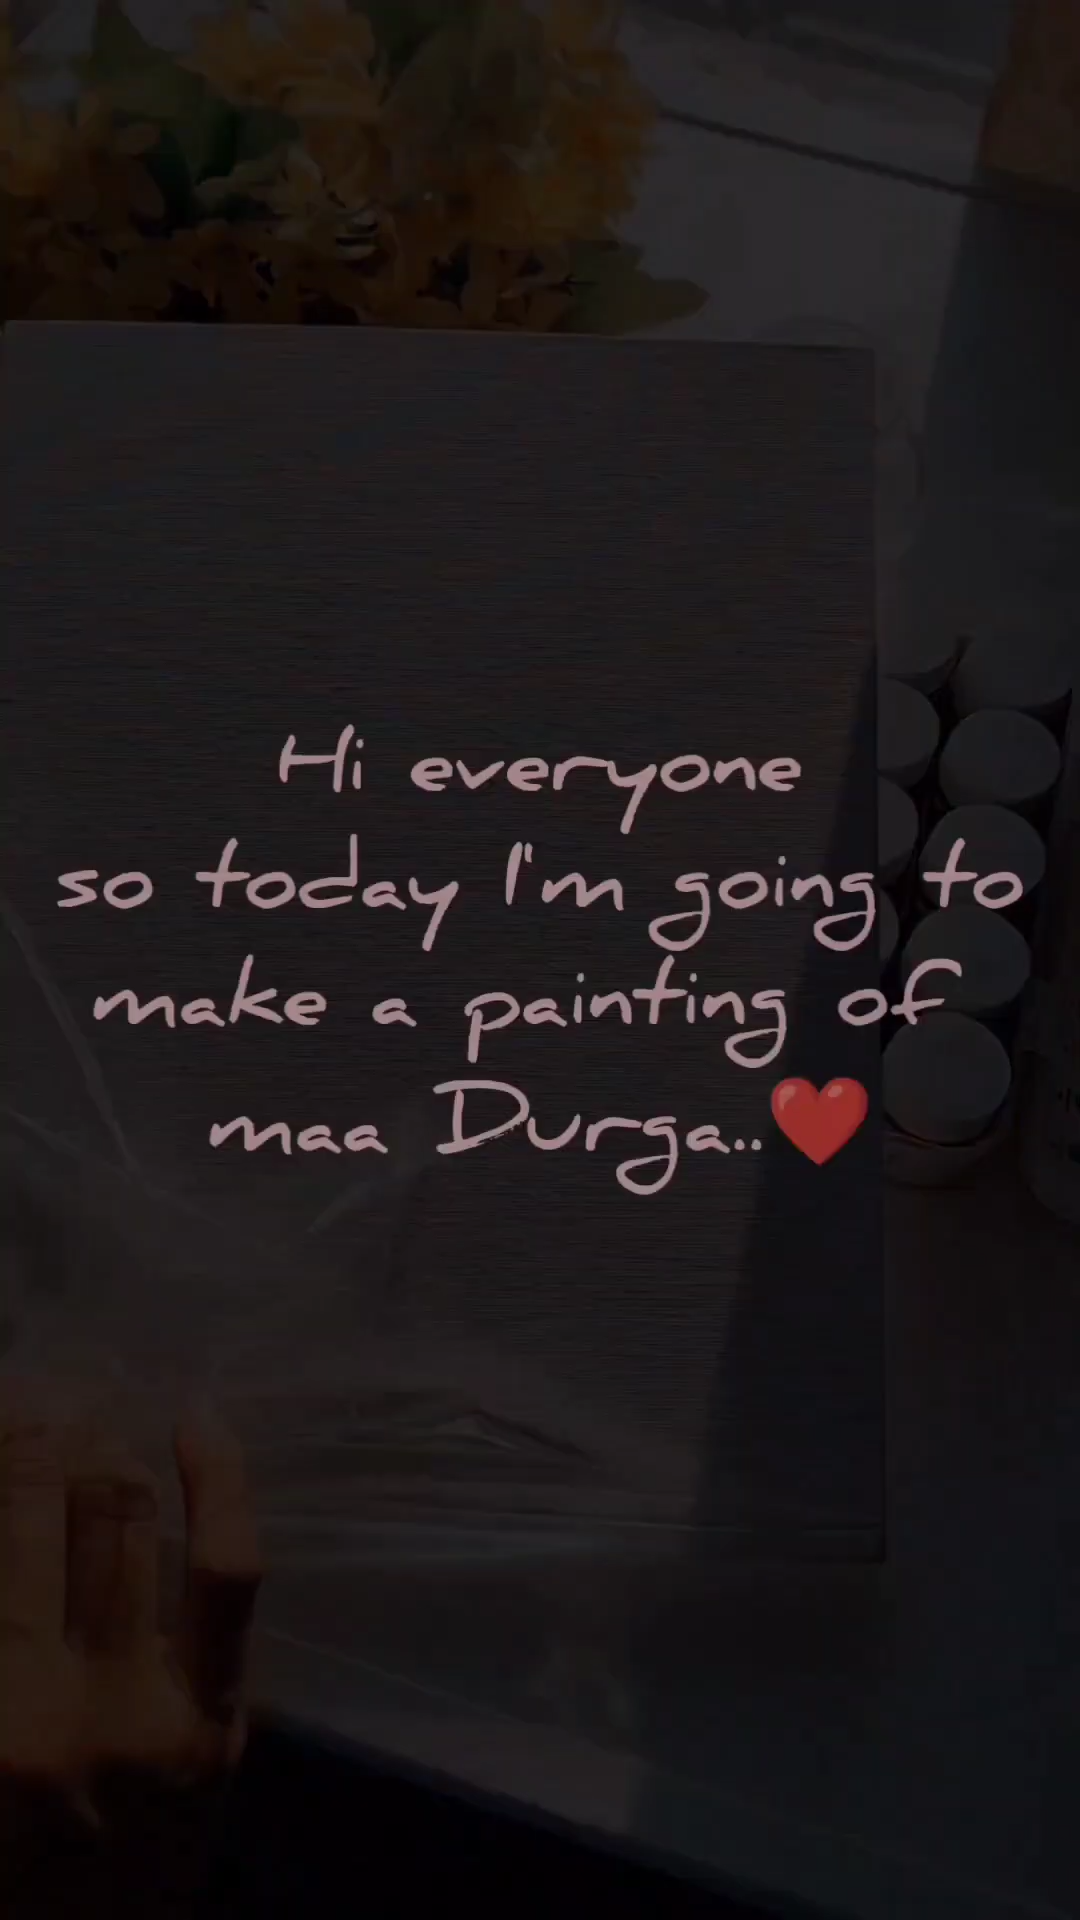 Hi everyone
so today I'm going to
make a painting of
maa Durga..❤️